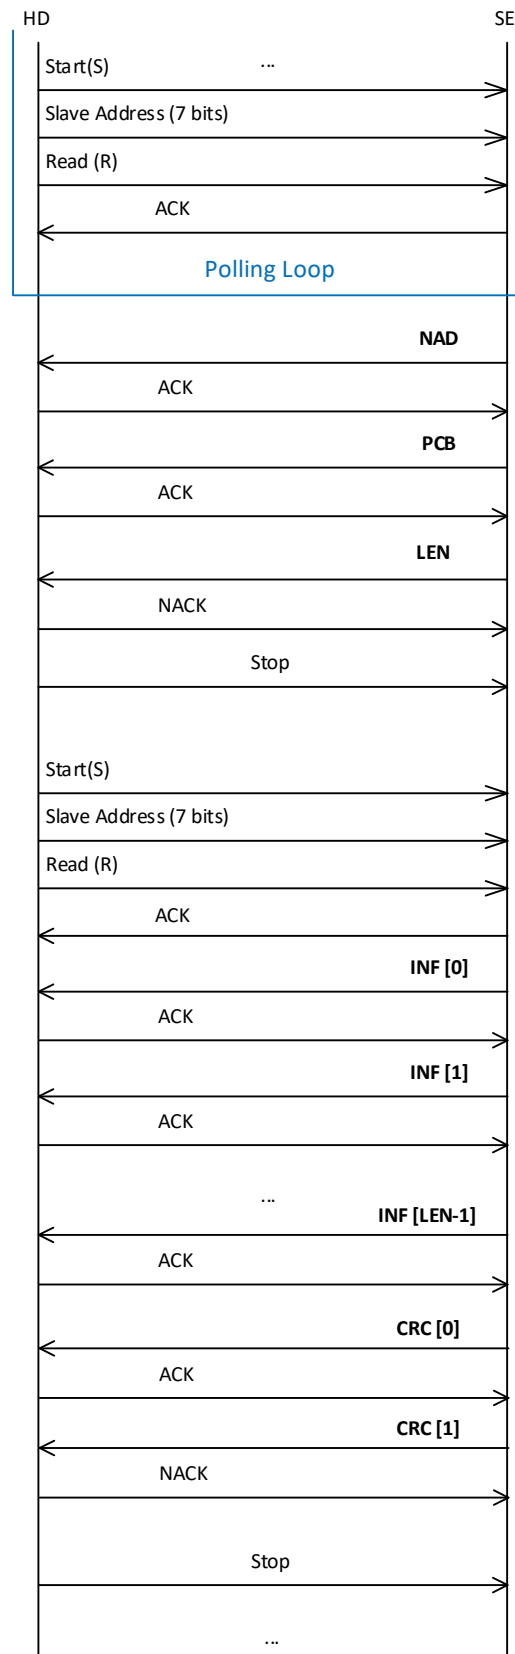 HD SE
Start(S) ...
Slave Address (7 bits)
Read (R)
ACK
Polling Loop
NAD
ACK
PCB
ACK
LEN
NACK
Stop
Start(S)
Slave Address (7 bits)
Read (R)
ACK
INF [0]
ACK
INF [1]
ACK
...
INF [LEN-1]
ACK
CRC [0]
ACK
CRC [1]
NACK
Stop
...